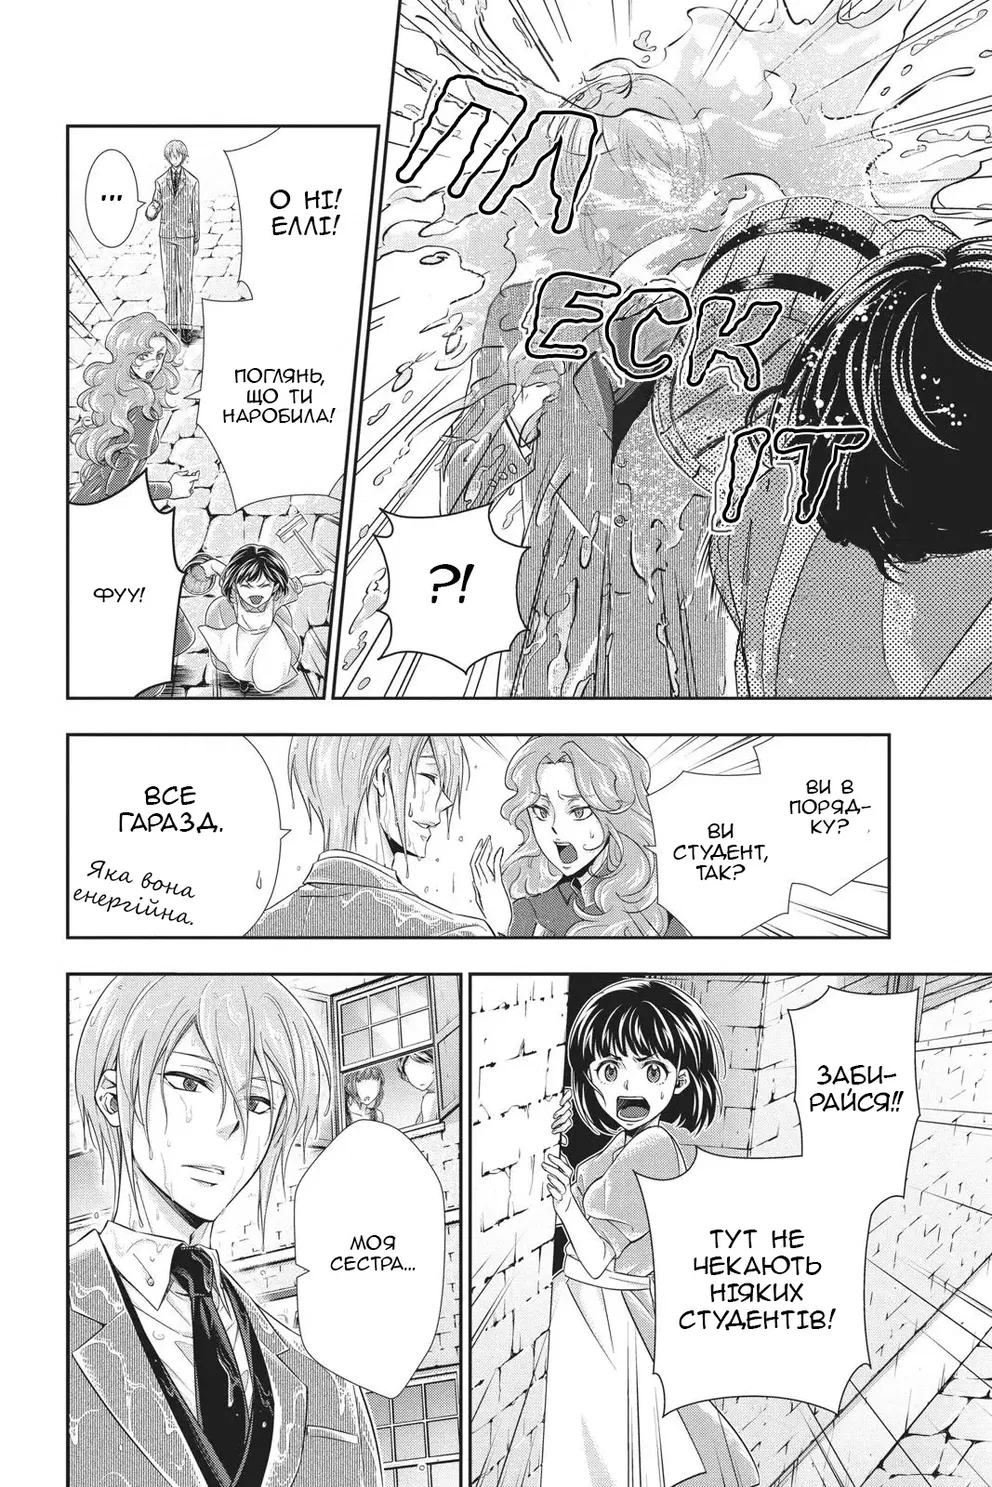 ПЛ
ЕСК
ІТ
?!
О НІ!
ЕЛЛІ!
...
ПОГЛЯНЬ,
ЩО ТИ
НАРОБИЛА!
ФУУ!
ВИ В
ПОРЯД-
КУ?
ВИ
СТУДЕНТ,
ТАК?
ВСЕ
ГАРАЗД.
Яка вона
енергійна.
ЗАБИ-
РАЙСЯ!!
ТУТ НЕ
ЧЕКАЮТЬ
НІЯКИХ
СТУДЕНТІВ!
МОЯ
СЕСТРА...